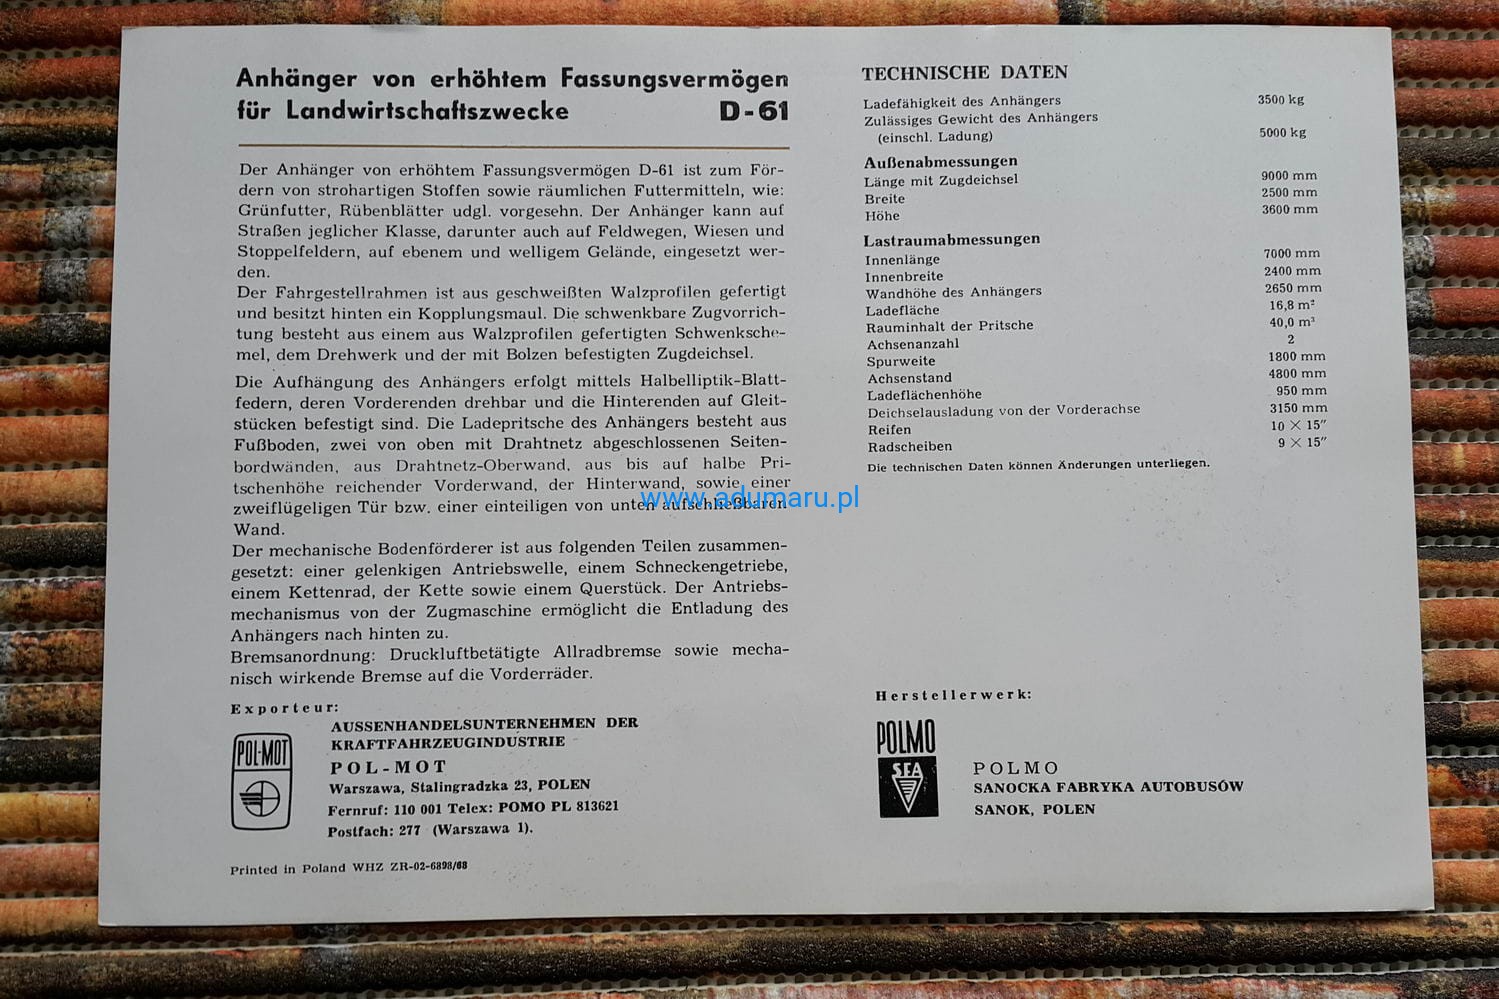 Anhänger von erhöhtem Fassungsvermögen
für Landwirtschaftszwecke D-61
Der Anhänger von erhöhtem Fassungsvermögen D-61 ist zum För-
dern von strohartigen Stoffen sowie räumlichen Futtermitteln, wie:
Grünfutter, Rübenblätter udgl. vorgesehn. Der Anhänger kann auf
Straßen jeglicher Klasse, darunter auch auf Feldwegen, Wiesen und
Stoppelfeldern, auf ebenem und welligem Gelände, eingesetzt wer-
den.
Der Fahrgestellrahmen ist aus geschweißten Walzprofilen gefertigt
und besitzt hinten ein Kopplungsmaul. Die schwenkbare Zugvorrich-
tung besteht aus einem aus Walzprofilen gefertigten Schwenksche-
mel, dem Drehwerk und der mit Bolzen befestigten Zugdeichsel.
Die Aufhängung des Anhängers erfolgt mittels Halbelliptik-Blatt-
federn, deren Vorderenden drehbar und die Hinterenden auf Gleit-
stücken befestigt sind. Die Ladepritsche des Anhängers besteht aus
Fußboden, zwei von oben mit Drahtnetz abgeschlossenen Seiten-
bordwänden, aus Drahtnetz-Oberwand, aus bis auf halbe Pri-
tschenhöhe reichender Vorderwand, der Hinterwand, sowie einer
zweiflügeligen Tür bzw. einer einteiligen von unten aufschließbaren
Wand.
Der mechanische Bodenförderer ist aus folgenden Teilen zusammen-
gesetzt: einer gelenkigen Antriebswelle, einem Schneckengetriebe,
einem Kettenrad, der Kette sowie einem Querstück. Der Antriebs-
mechanismus von der Zugmaschine ermöglicht die Entladung des
Anhängers nach hinten zu.
Bremsanordnung: Druckluftbetätigte Allradbremse sowie mecha-
nisch wirkende Bremse auf die Vorderräder.
Exporteur:
AUSSENHANDELSUNTERNEHMEN DER
KRAFTFAHRZEUGINDUSTRIE
POL-MOT
POL-MOT
Warszawa, Stalingradzka 23, POLEN
Fernruf: 110 001 Telex: POMO PL 813621
Postfach: 277 (Warszawa 1).
Printed in Poland WHZ ZR-02-6898/68
TECHNISCHE DATEN
Ladefähigkeit des Anhängers 3500 kg
Zulässiges Gewicht des Anhängers
(einschl. Ladung) 5000 kg
Außenabmessungen
Länge mit Zugdeichsel 9000 mm
Breite 2500 mm
Höhe 3600 mm
Lastraumabmessungen
Innenlänge 7000 mm
Innenbreite 2400 mm
Wandhöhe des Anhängers 2650 mm
Ladefläche 16,8 m²
Rauminhalt der Pritsche 40,0 m³
Achsenanzahl 2
Spurweite 1800 mm
Achsenstand 4800 mm
Ladeflächenhöhe 950 mm
Deichselausladung von der Vorderachse 3150 mm
Reifen 10 × 15″
Radscheiben 9 × 15″
Die technischen Daten können Änderungen unterliegen.
www.adumaru.pl
Herstellerwerk:
POLMO
SFA
POLMO
SANOCKA FABRYKA AUTOBUSÓW
SANOK, POLEN